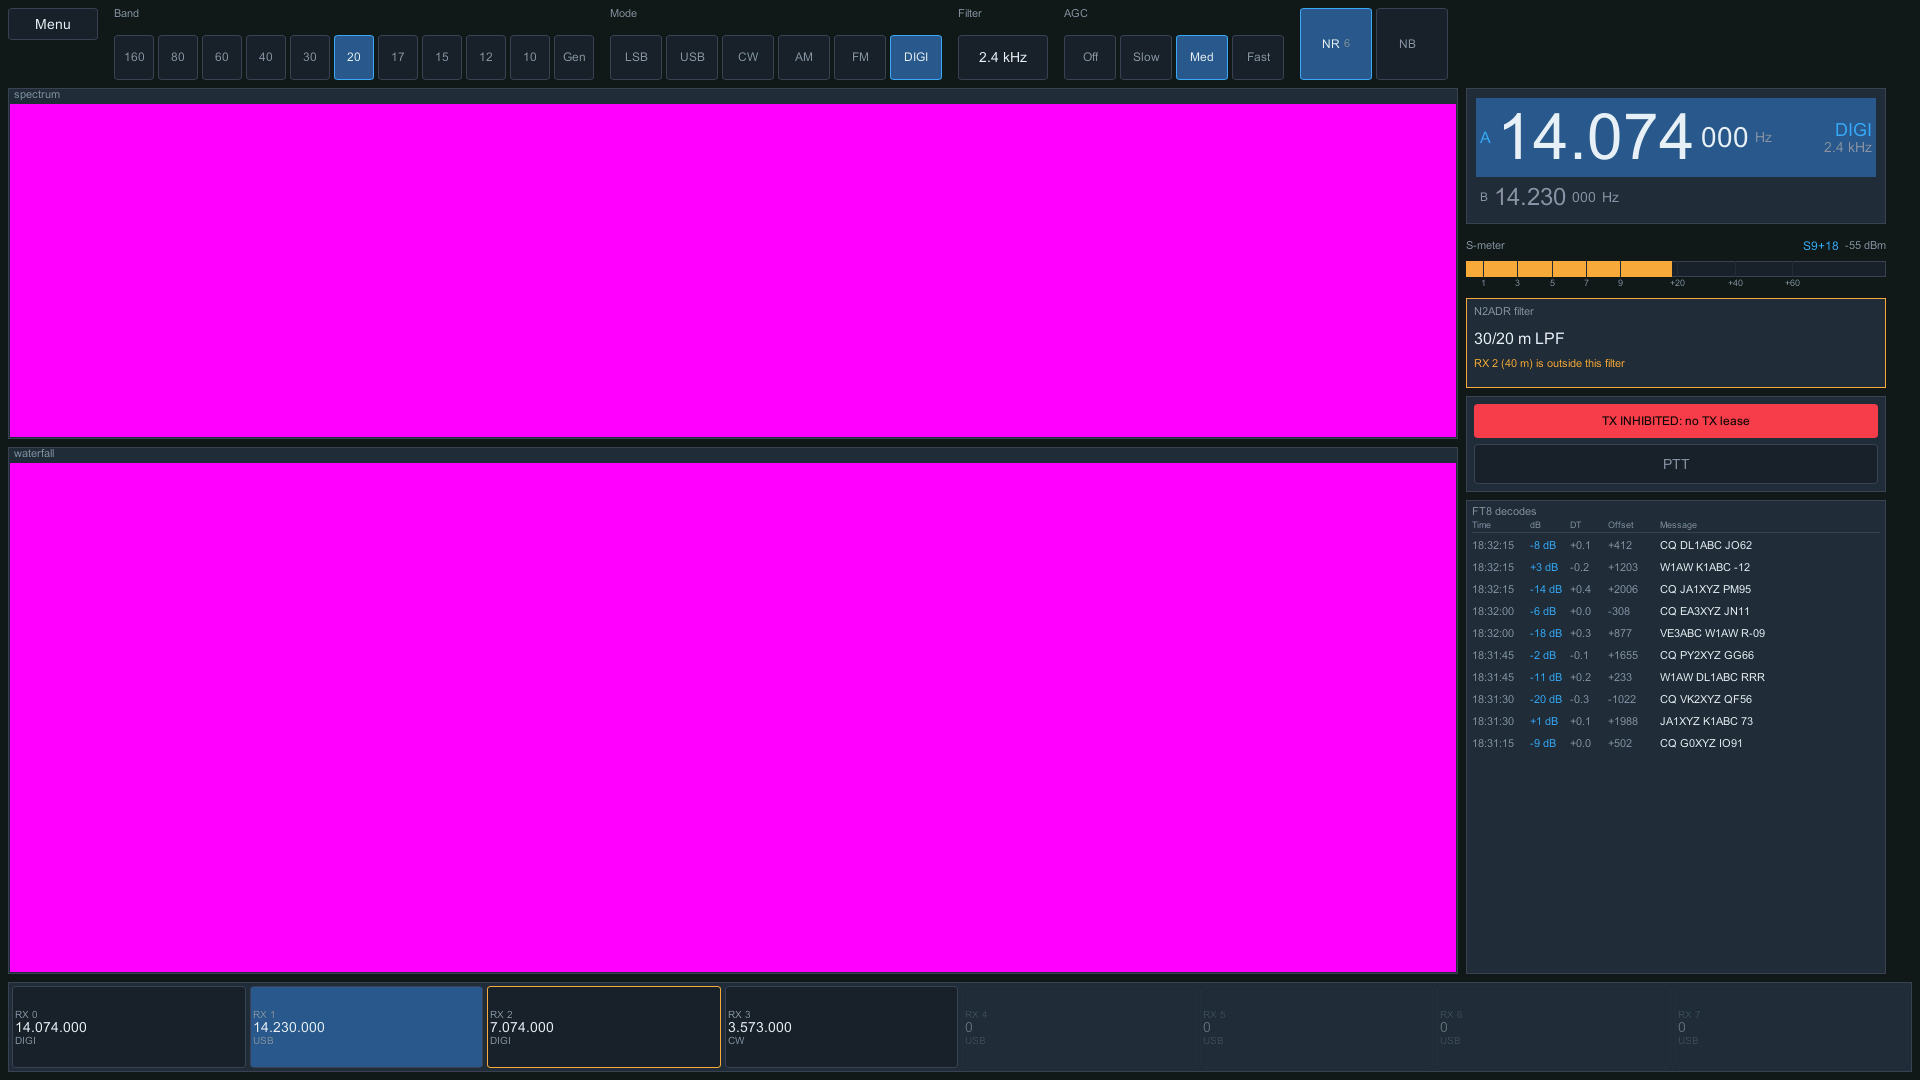 Menu
Band
160 80 60 40 30 20 17 15 12 10 Gen
Mode
LSB USB CW AM FM DIGI
Filter
2.4 kHz
AGC
Off Slow Med Fast
NR 6
NB
spectrum
A 14.074 000 Hz DIGI
2.4 kHz
B 14.230 000 Hz
S-meter S9+18 -55 dBm
1 3 5 7 9 +20 +40 +60
N2ADR filter
30/20 m LPF
RX 2 (40 m) is outside this filter
TX INHIBITED: no TX lease
PTT
waterfall
FT8 decodes
Time dB DT Offset Message
18:32:15 -8 dB +0.1 +412 CQ DL1ABC JO62
18:32:15 +3 dB -0.2 +1203 W1AW K1ABC -12
18:32:15 -14 dB +0.4 +2006 CQ JA1XYZ PM95
18:32:00 -6 dB +0.0 -308 CQ EA3XYZ JN11
18:32:00 -18 dB +0.3 +877 VE3ABC W1AW R-09
18:31:45 -2 dB -0.1 +1655 CQ PY2XYZ GG66
18:31:45 -11 dB +0.2 +233 W1AW DL1ABC RRR
18:31:30 -20 dB -0.3 -1022 CQ VK2XYZ QF56
18:31:30 +1 dB +0.1 +1988 JA1XYZ K1ABC 73
18:31:15 -9 dB +0.0 +502 CQ G0XYZ IO91
RX 0
14.074.000
DIGI
RX 1
14.230.000
USB
RX 2
7.074.000
DIGI
RX 3
3.573.000
CW
RX 4
0
USB
RX 5
0
USB
RX 6
0
USB
RX 7
0
USB